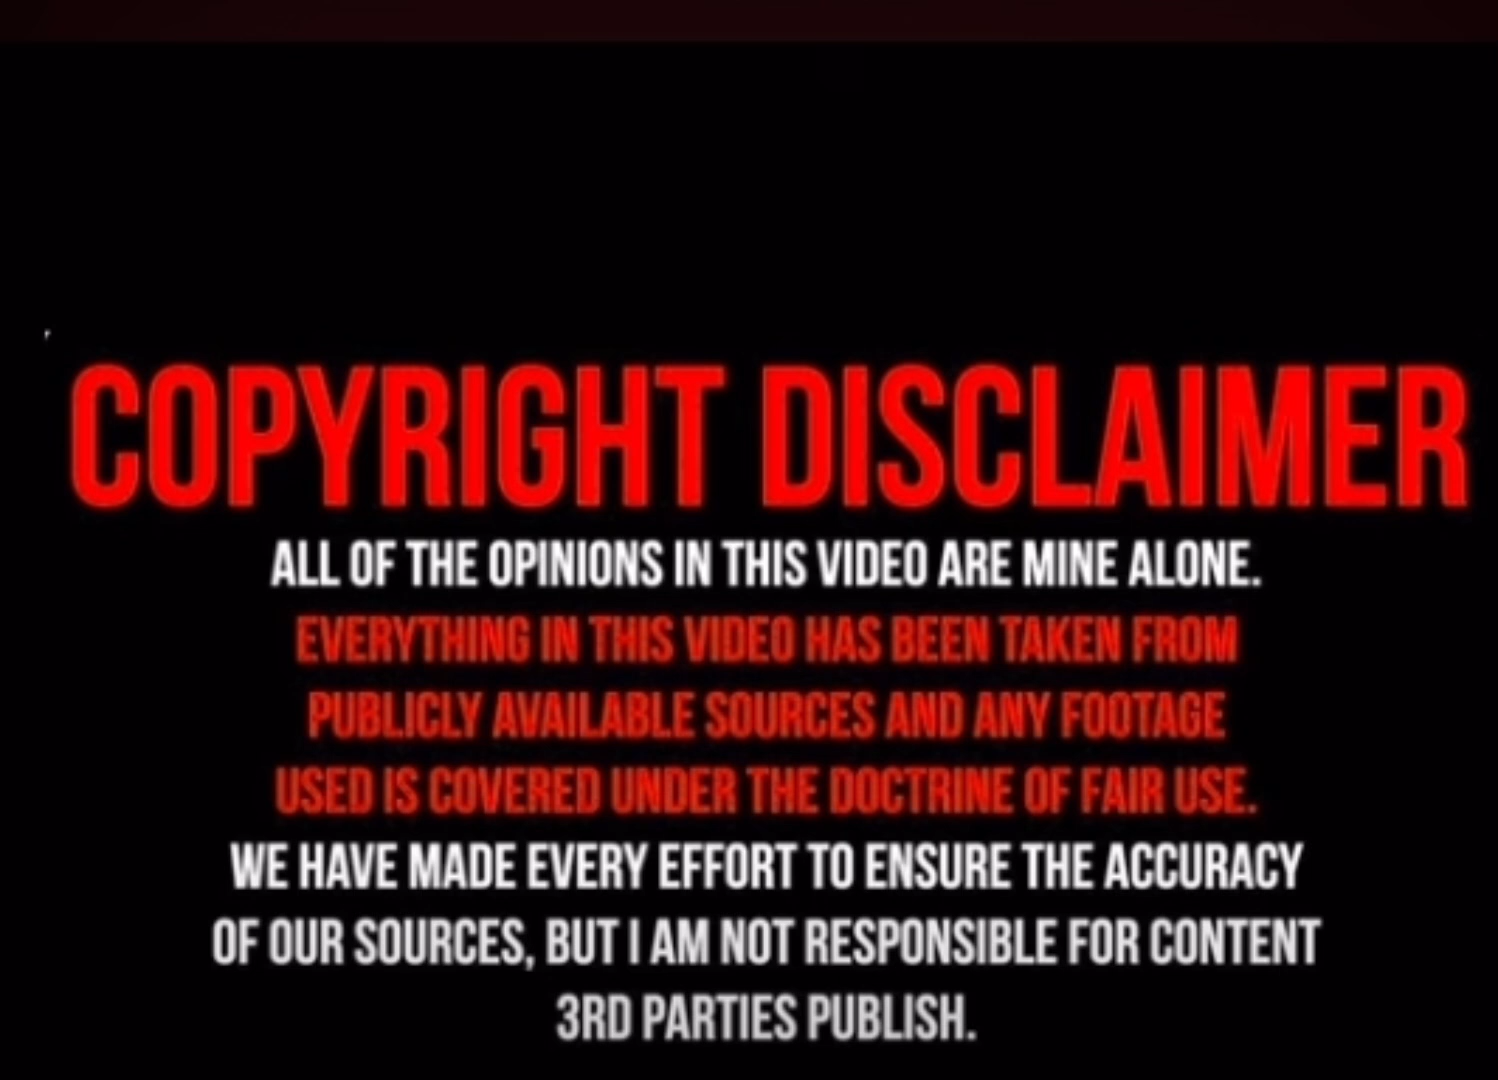 COPYRIGHT DISCLAIMER
ALL OF THE OPINIONS IN THIS VIDEO ARE MINE ALONE.
EVERYTHING IN THIS VIDEO HAS BEEN TAKEN FROM
PUBLICLY AVAILABLE SOURCES AND ANY FOOTAGE
USED IS COVERED UNDER THE DOCTRINE OF FAIR USE.
WE HAVE MADE EVERY EFFORT TO ENSURE THE ACCURACY
OF OUR SOURCES, BUT I AM NOT RESPONSIBLE FOR CONTENT
3RD PARTIES PUBLISH.